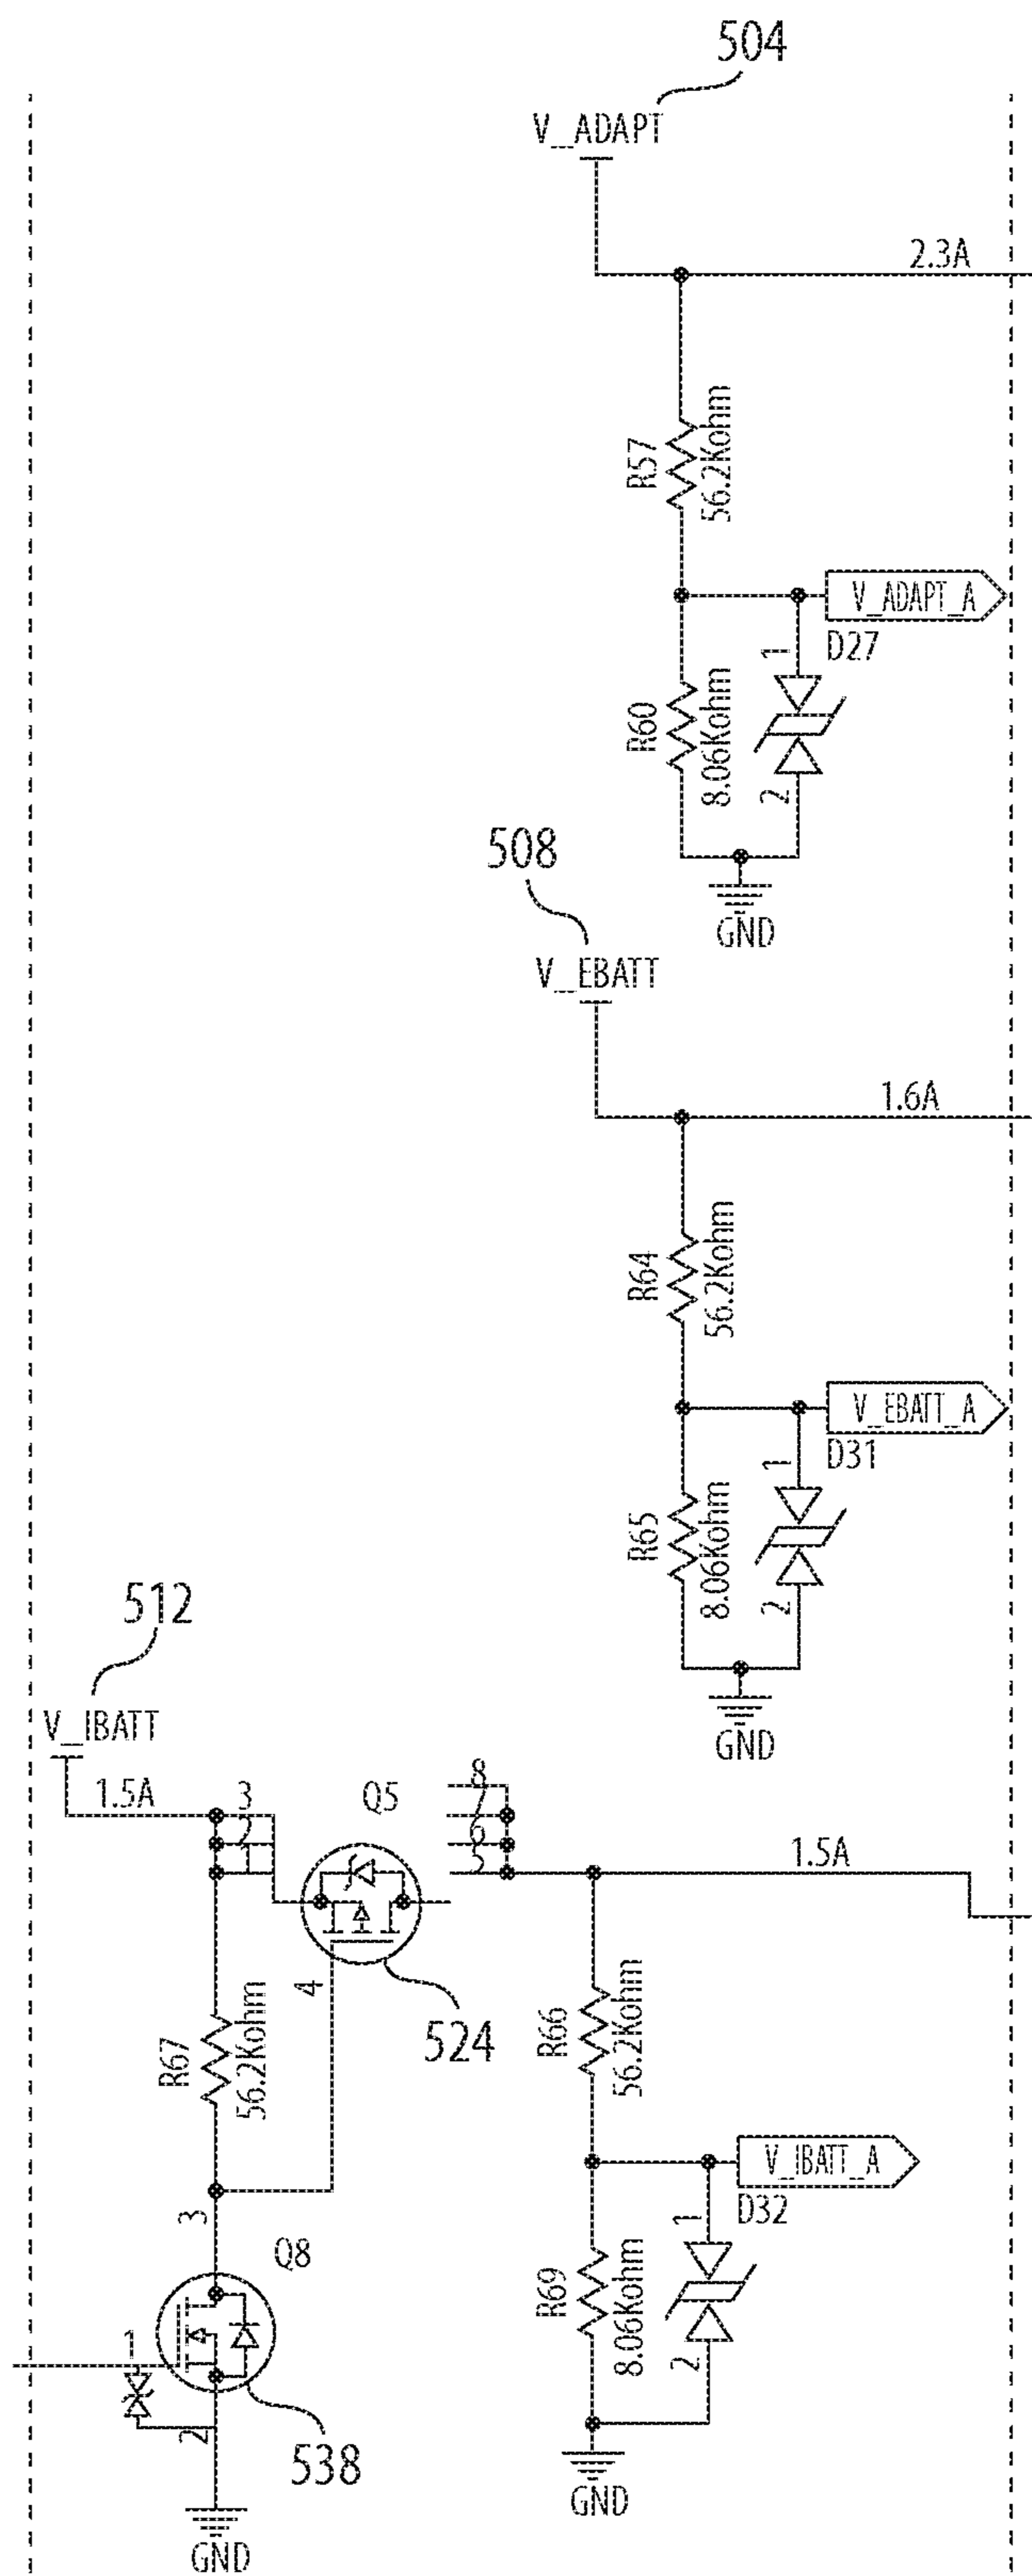 504
V_ADAPT
2.3A
R57
56.2Kohm
V_ADAPT_A
D27
1
R60
8.06Kohm
2
GND
508
V_EBATT
1.6A
R64
56.2Kohm
V_EBATT_A
D31
1
R65
8.06Kohm
2
GND
512
V_IBATT
1.5A
3
2
1
Q5
8
7
6
5
1.5A
4
524
R67
56.2Kohm
R66
56.2Kohm
V_IBATT_A
D32
1
3
Q8
R69
8.06Kohm
2
1
2
538
GND
GND